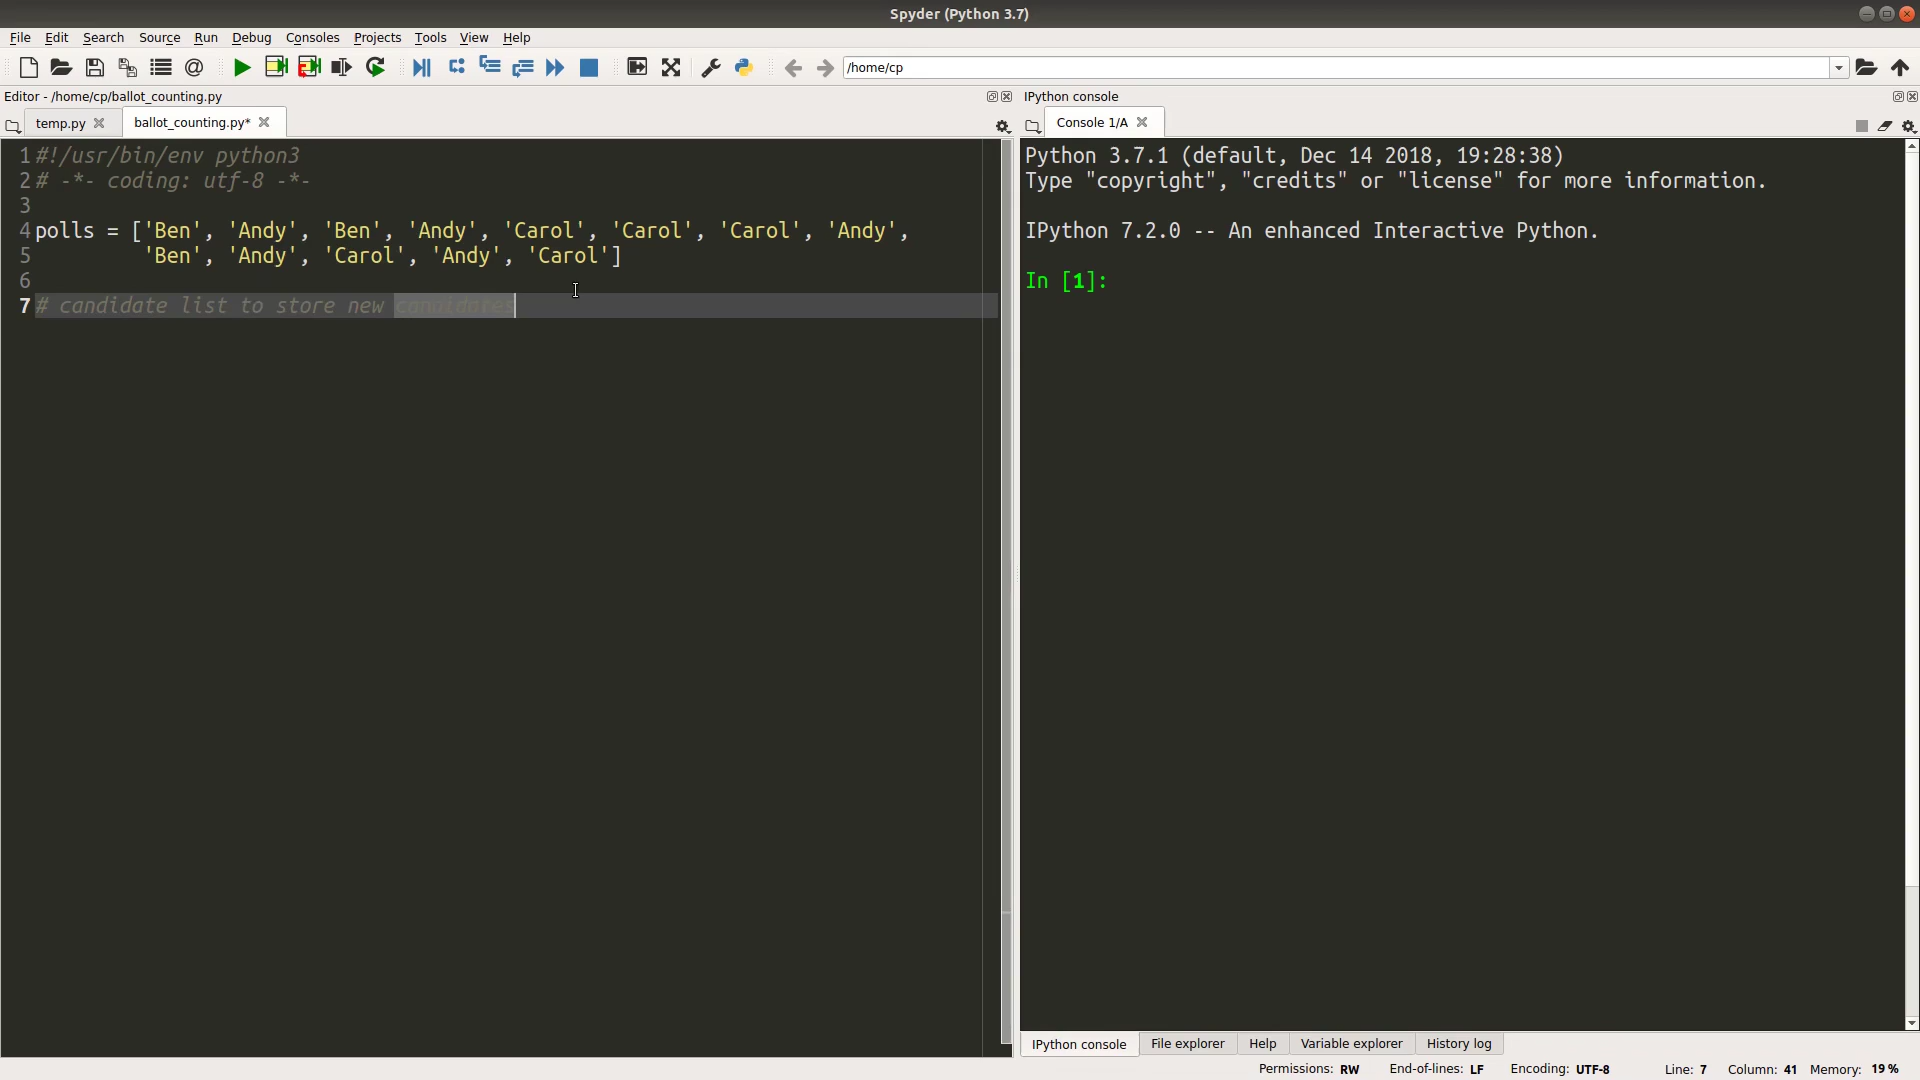 Spyder (Python 3.7)
File Edit Search Source Run Debug Consoles Projects Tools View Help
/home/cp
Editor - /home/cp/ballot_counting.py
temp.py
ballot_counting.py*
1 #!/usr/bin/env python3
2 # -*- coding: utf-8 -*-
3
4 polls = ['Ben', 'Andy', 'Ben', 'Andy', 'Carol', 'Carol', 'Carol', 'Andy',
5 'Ben', 'Andy', 'Carol', 'Andy', 'Carol']
6
7 # candidate list to store new candidates
IPython console
Console 1/A
Python 3.7.1 (default, Dec 14 2018, 19:28:38)
Type "copyright", "credits" or "license" for more information.
IPython 7.2.0 -- An enhanced Interactive Python.
In [1]:
IPython console File explorer Help Variable explorer History log
Permissions: RW End-of-lines: LF Encoding: UTF-8 Line: 7 Column: 41 Memory: 19 %